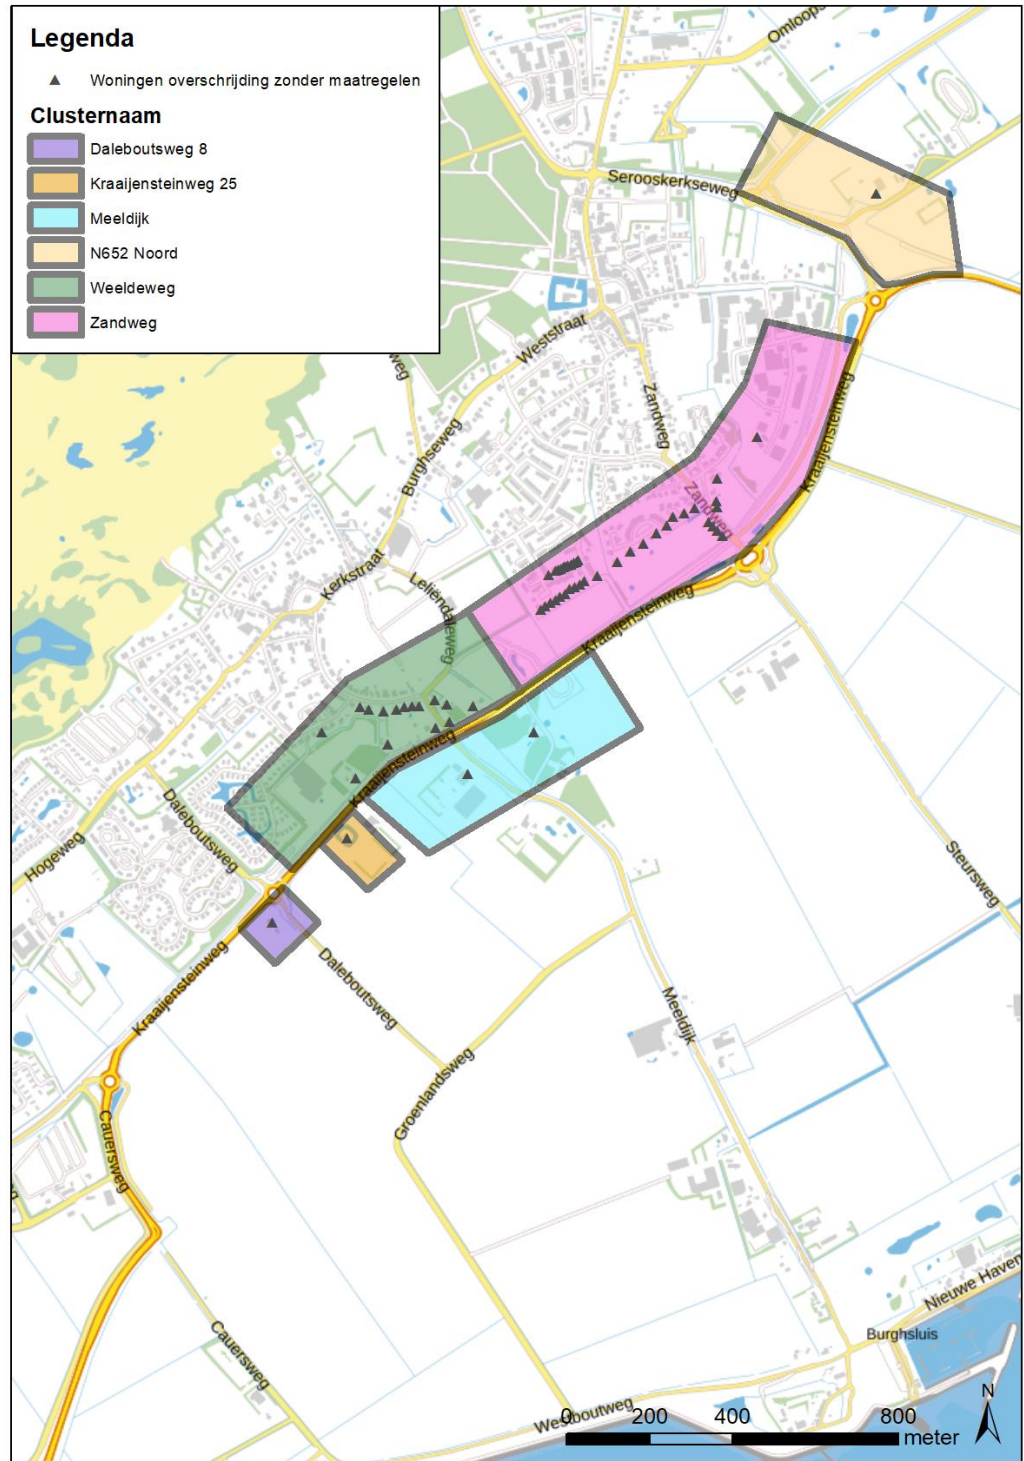 Legenda
Woningen overschrijding zonder maatregelen
Clusternaam
Daleboutsweg 8
Kraaijensteinweg 25
Meeldijk
N652 Noord
Weeldeweg
Zandweg
Serooskerkseweg
Weststraat
Zandweg
Burghseweg
Kraaijensteinweg
Zandweg
Kerkstraat
Leliëndaleweg
Kraaijensteinweg
Kraaijensteinweg
Daleboutsweg
Hogeweg
Steursweg
Kraaijensteinweg
Daleboutsweg
Meeldijk
Groenlandsweg
Cauersweg
Cauersweg
Nieuwe Haven
Burghsluis
Westboutweg
N
0 200 400 800
meter